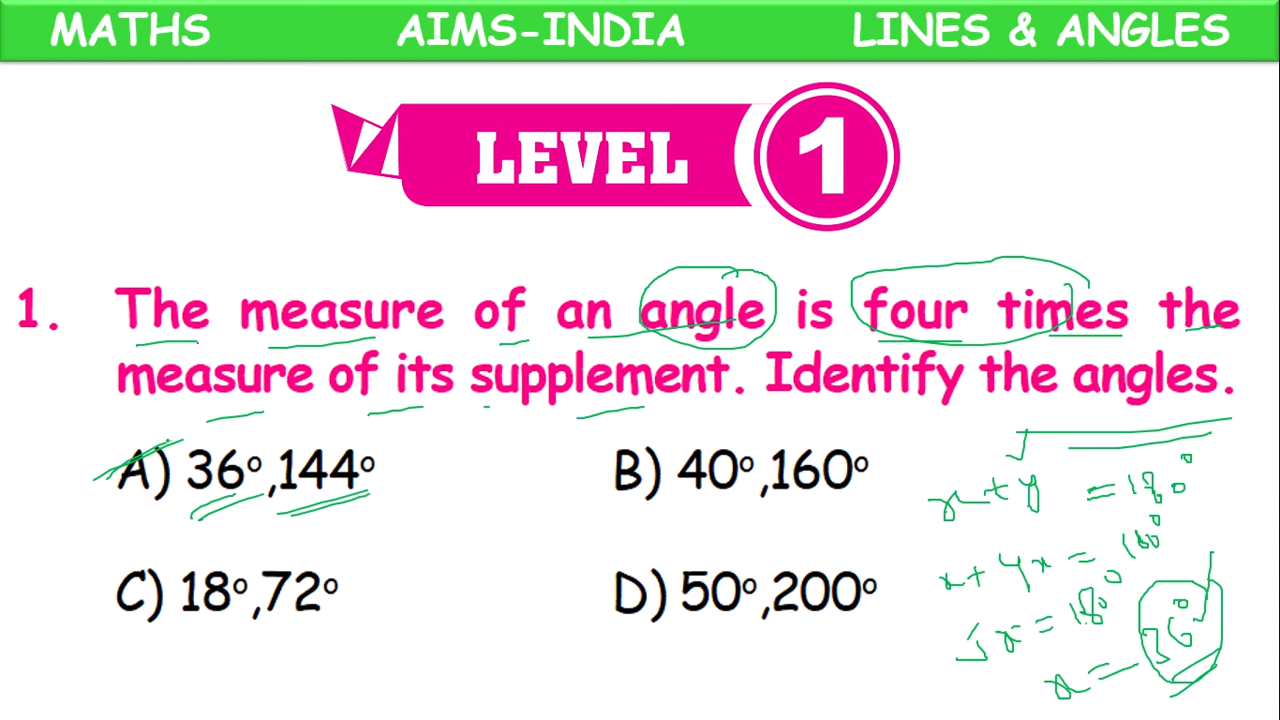 MATHS AIMS-INDIA LINES & ANGLES
LEVEL 1
1. The measure of an angle is four times the
measure of its supplement. Identify the angles.
A) 36°,144° B) 40°,160°
C) 18°,72° D) 50°,200°
x+y = 180°
x+4x = 180°
5x = 180°
x = 36°